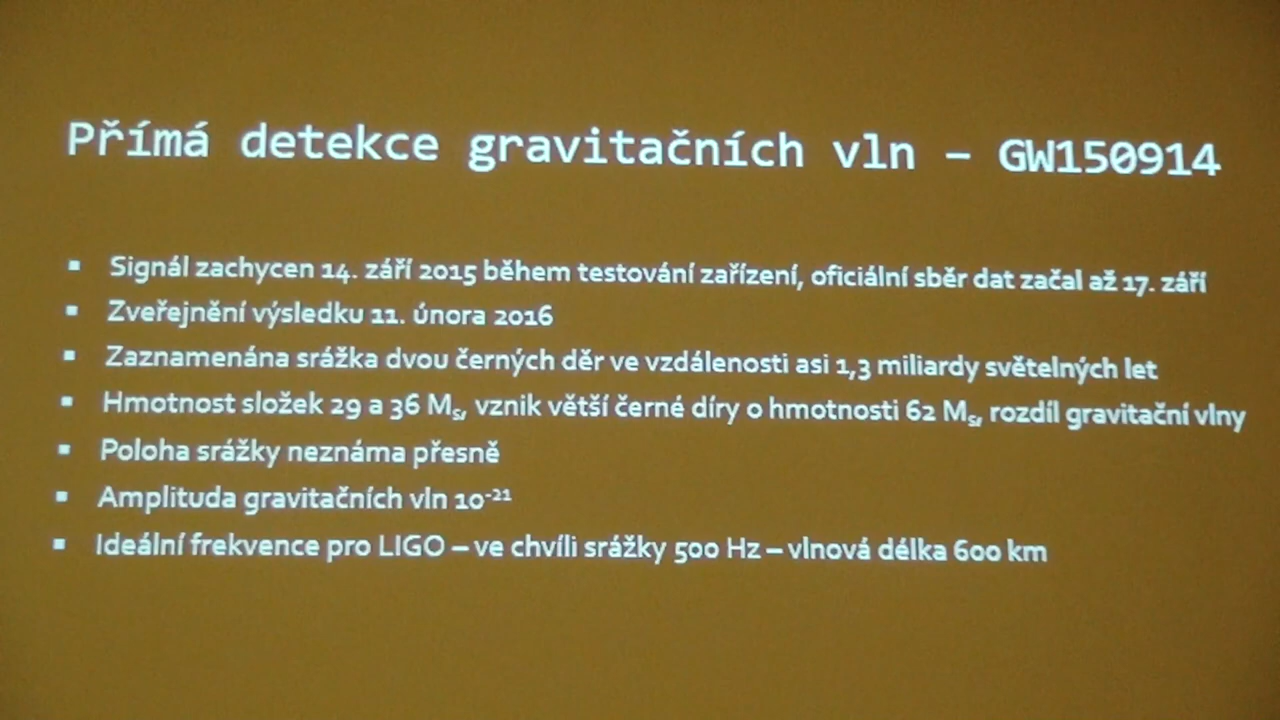 Přímá detekce gravitačních vln – GW150914
▪ Signál zachycen 14. září 2015 během testování zařízení, oficiální sběr dat začal až 17. září
▪ Zveřejnění výsledku 11. února 2016
▪ Zaznamenána srážka dvou černých děr ve vzdálenosti asi 1,3 miliardy světelných let
▪ Hmotnost složek 29 a 36 Ms, vznik větší černé díry o hmotnosti 62 Ms, rozdíl gravitační vlny
▪ Poloha srážky neznáma přesně
▪ Amplituda gravitačních vln 10⁻²¹
▪ Ideální frekvence pro LIGO – ve chvíli srážky 500 Hz – vlnová délka 600 km